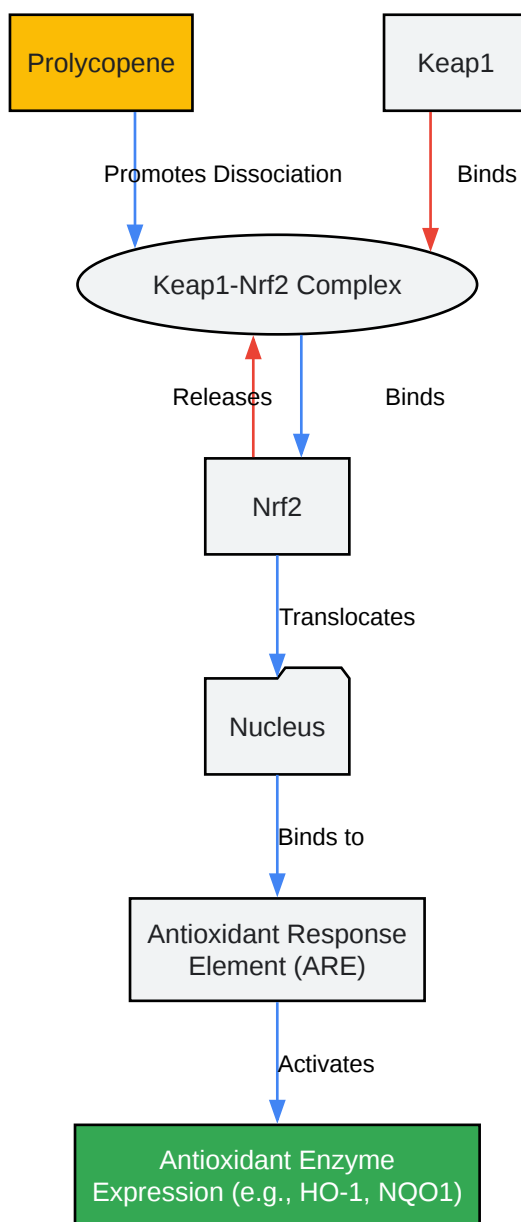 Prolycopene
Keap1
Promotes Dissociation
Binds
Keap1-Nrf2 Complex
Releases
Binds
Nrf2
Translocates
Nucleus
Binds to
Antioxidant Response
Element (ARE)
Activates
Antioxidant Enzyme
Expression (e.g., HO-1, NQO1)